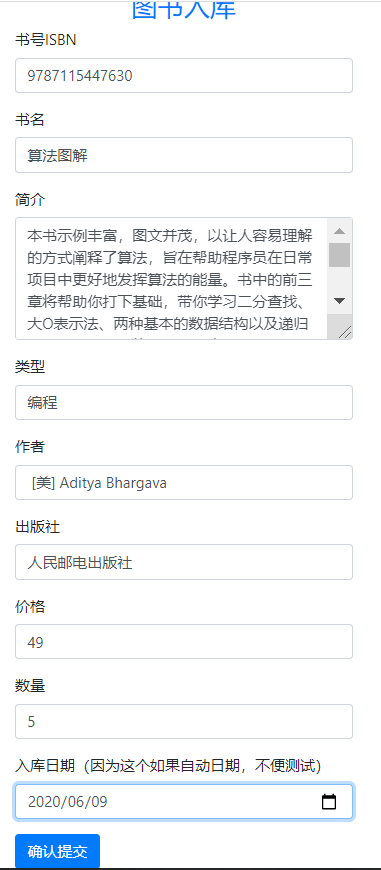 图书入库
书号ISBN
9787115447630
书名
算法图解
简介
本书示例丰富，图文并茂，以让人容易理解
的方式阐释了算法，旨在帮助程序员在日常
项目中更好地发挥算法的能量。书中的前三
章将帮助你打下基础，带你学习二分查找、
大O表示法、两种基本的数据结构以及递归
类型
编程
作者
[美] Aditya Bhargava
出版社
人民邮电出版社
价格
49
数量
5
入库日期（因为这个如果自动日期，不便测试）
2020/06/09
确认提交